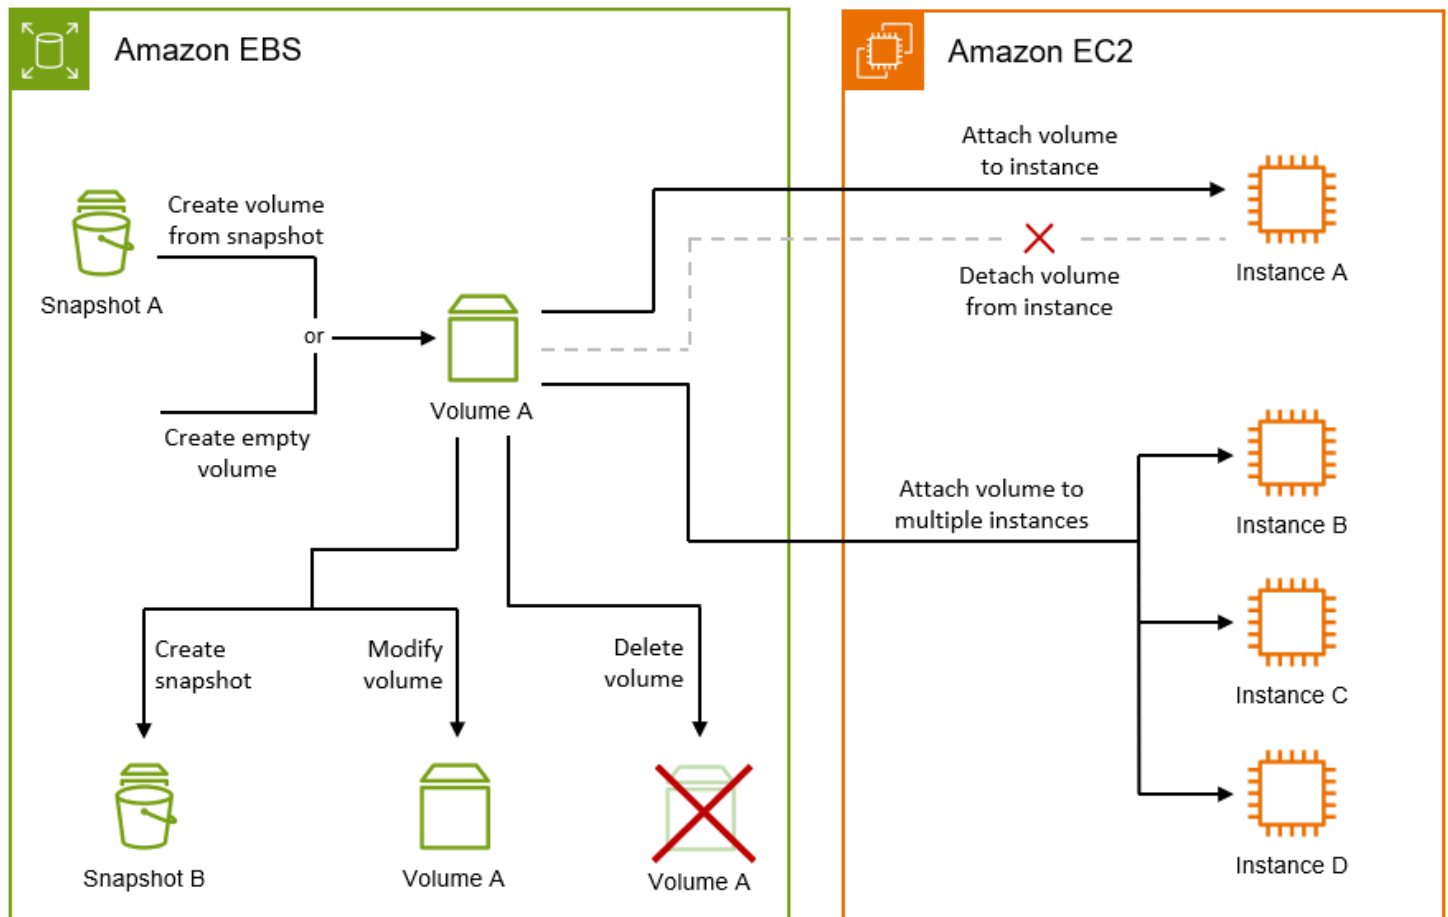 Amazon EBS
Amazon EC2
Attach volume
to instance
Create volume
from snapshot
Snapshot A
Instance A
Detach volume
from instance
or
Volume A
Create empty
volume
Attach volume to
multiple instances
Instance B
Create
snapshot
Modify
volume
Delete
volume
Instance C
Snapshot B
Volume A
Volume A
Instance D